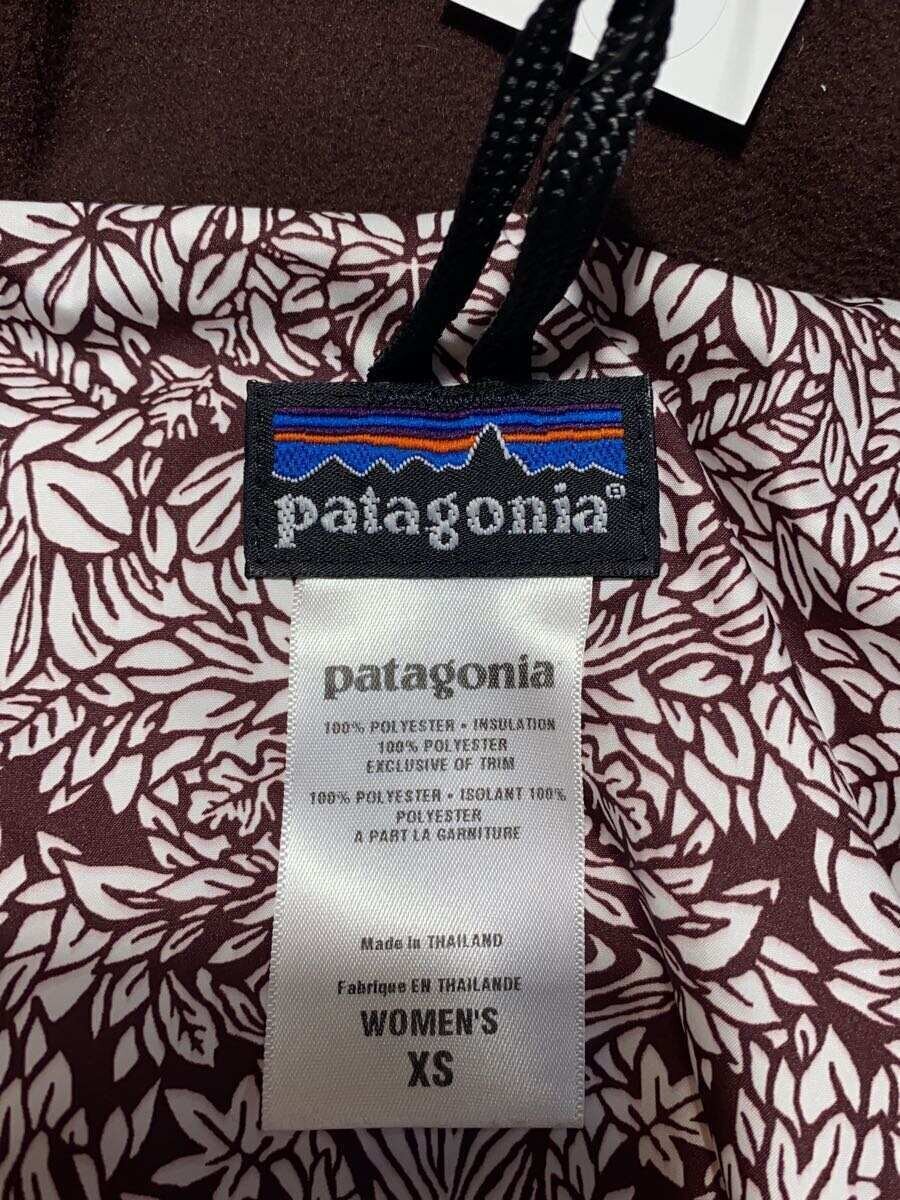 patagonia®
patagonia
100% POLYESTER • INSULATION
100% POLYESTER
EXCLUSIVE OF TRIM
100% POLYESTER • ISOLANT 100%
POLYESTER
A PART LA GARNITURE
Made in THAILAND
Fabrique EN THAILANDE
WOMEN'S
XS